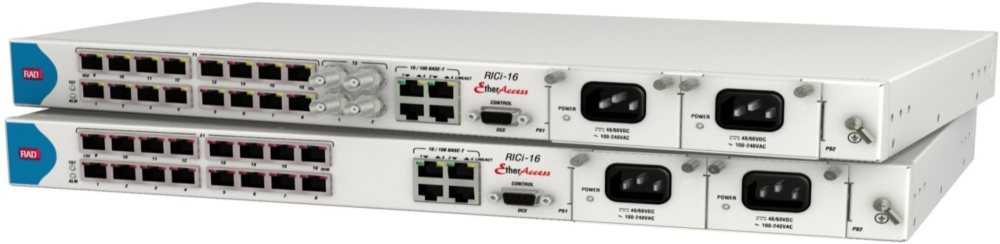 RAD
TST
ALM
T1
RED 9 10 11 12 13 14 15 16 YEL
1 2 3 4 5 6 7 8
T3
1 2
10 / 100 BASE-T
1 3 2 4 LINK/ACT
RICi-16
EtherAccess
CONTROL
DCE
PS1
POWER
48/60VDC
~ 100-240VAC
POWER
48/60VDC
~ 100-240VAC
PS2
RAD
TST
ALM
E1
LOC 9 10 11 12 13 14 15 16 REM
1 2 3 4 5 6 7 8
10 / 100 BASE-T
1 3 2 4 LINK/ACT
RICi-16
EtherAccess
CONTROL
DCE
PS1
POWER
48/60VDC
~ 100-240VAC
POWER
48/60VDC
~ 100-240VAC
PS2